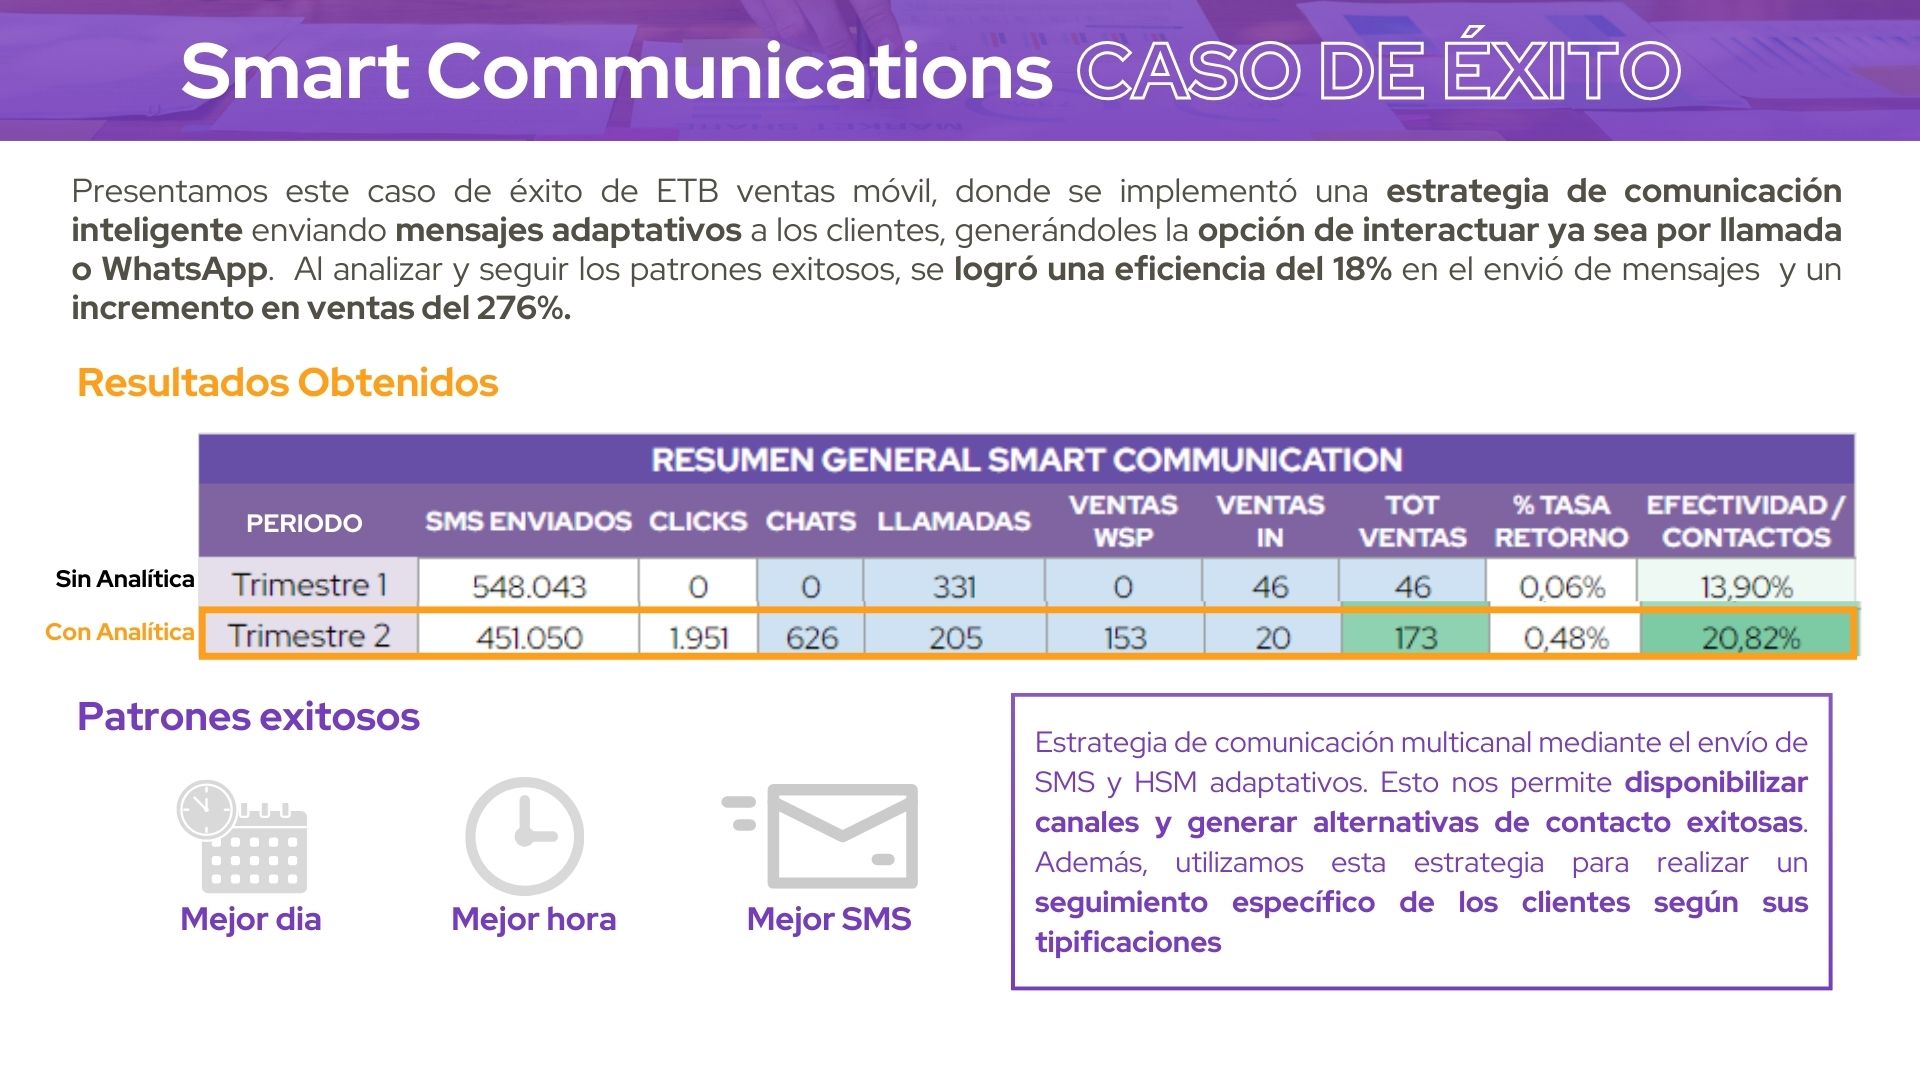 Smart Communications CASO DE ÉXITO
Presentamos este caso de éxito de ETB ventas móvil, donde se implementó una estrategia de comunicación
inteligente enviando mensajes adaptativos a los clientes, generándoles la opción de interactuar ya sea por llamada
o WhatsApp. Al analizar y seguir los patrones exitosos, se logró una eficiencia del 18% en el envió de mensajes y un
incremento en ventas del 276%.
Resultados Obtenidos
RESUMEN GENERAL SMART COMMUNICATION
PERIODO SMS ENVIADOS CLICKS CHATS LLAMADAS VENTAS WSP VENTAS IN TOT VENTAS % TASA RETORNO EFECTIVIDAD / CONTACTOS
Sin Analítica Trimestre 1 548.043 0 0 331 0 46 46 0,06% 13,90%
Con Analítica Trimestre 2 451.050 1.951 626 205 153 20 173 0,48% 20,82%
Patrones exitosos
Mejor dia
Mejor hora
Mejor SMS
Estrategia de comunicación multicanal mediante el envío de
SMS y HSM adaptativos. Esto nos permite disponibilizar
canales y generar alternativas de contacto exitosas.
Además, utilizamos esta estrategia para realizar un
seguimiento específico de los clientes según sus
tipificaciones